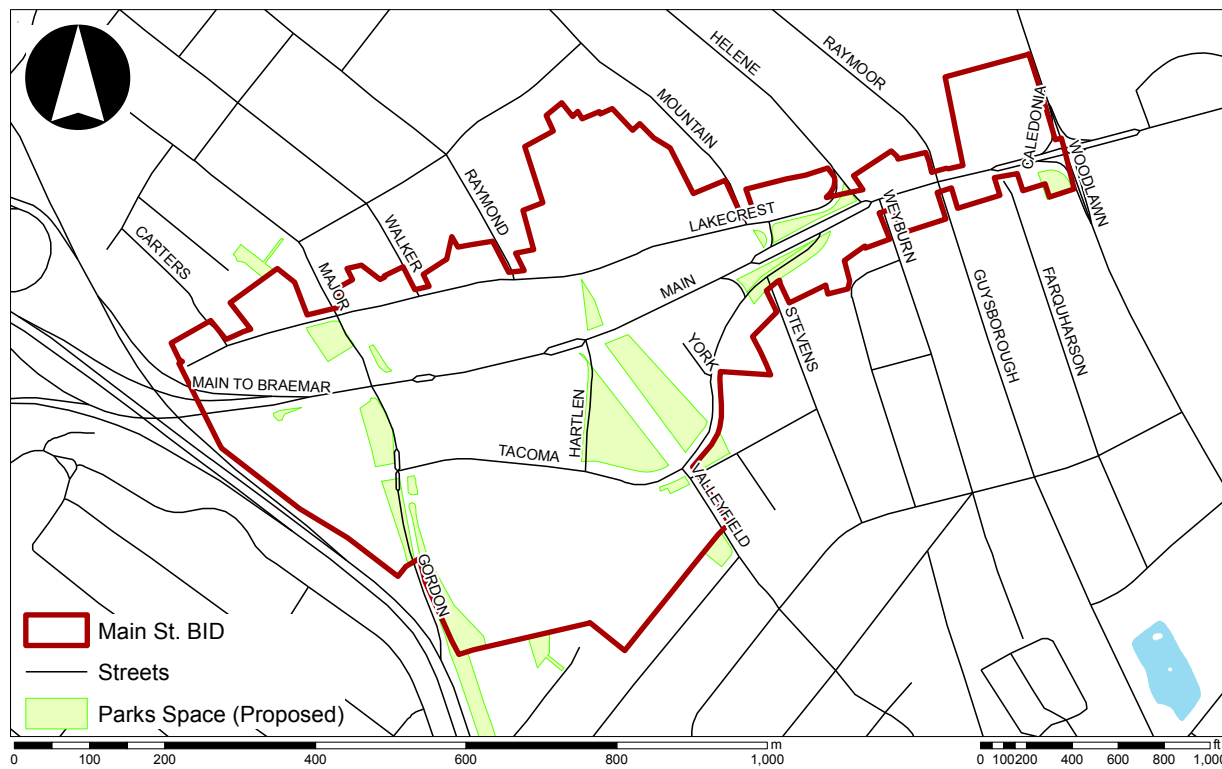 HELENE
RAYMOOR
MOUNTAIN
CALEDONIA
WOODLAWN
RAYMOND
LAKECREST
WEYBURN
WALKER
CARTERS
MAJOR
MAIN
GUYSBOROUGH
FARQUHARSON
STEVENS
YORK
MAIN TO BRAEMAR
HARTLEN
TACOMA
VALLEYFIELD
GORDON
Main St. BID
Streets
Parks Space (Proposed)
0 100 200 400 600 800 1,000 m
0 100 200 400 600 800 1,000 ft